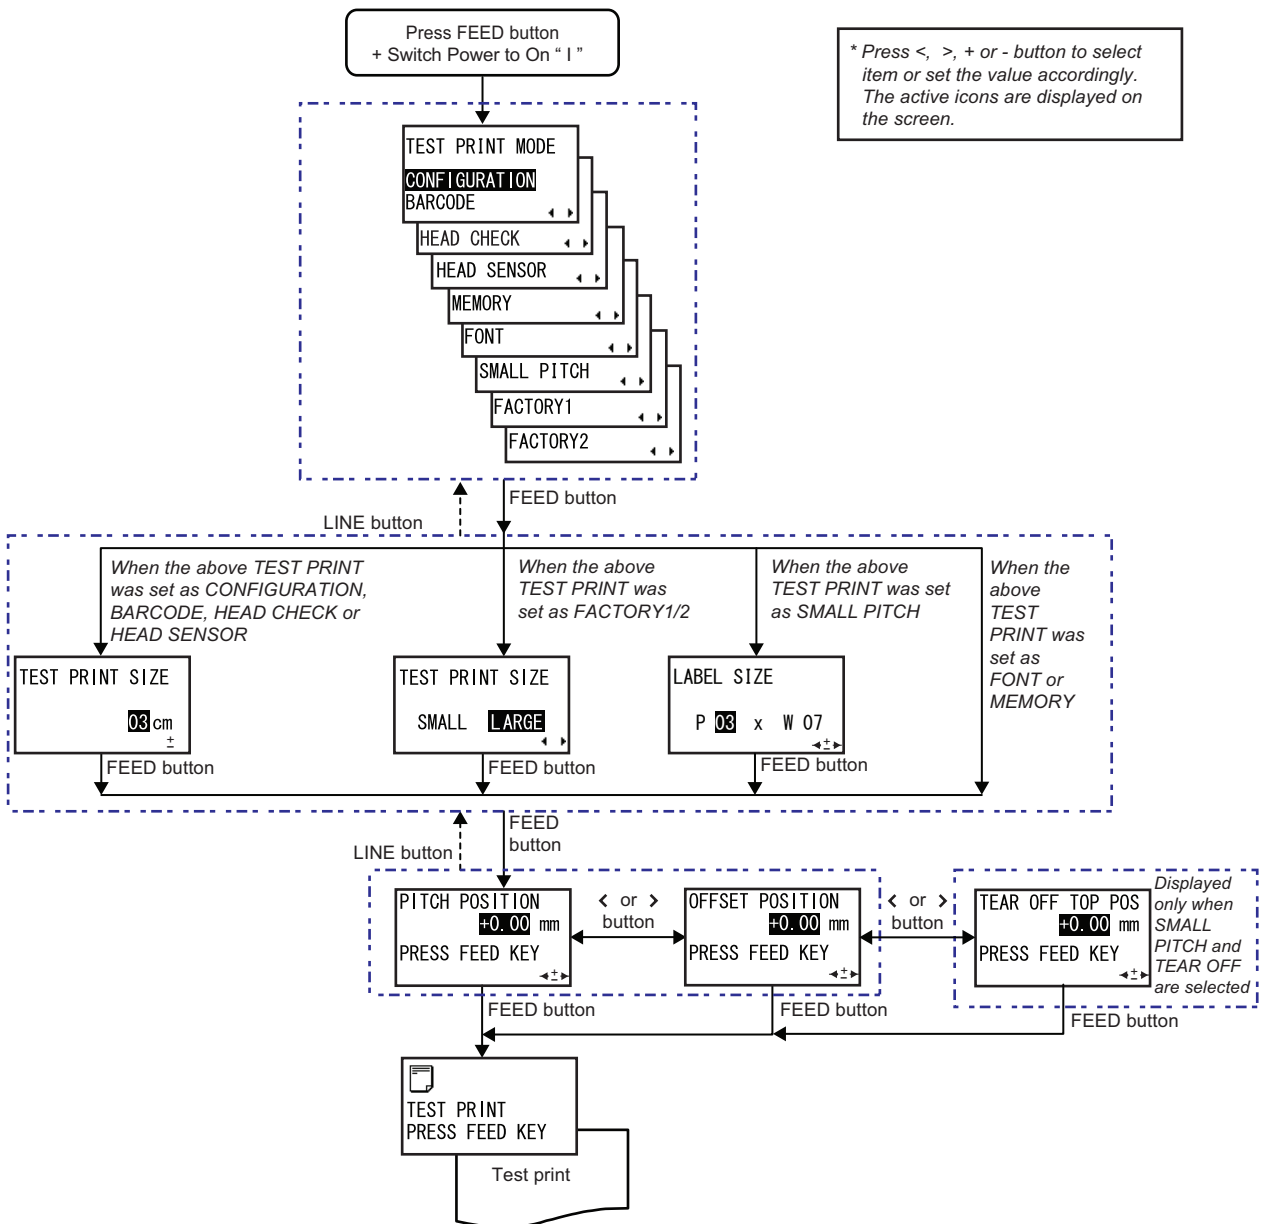 Press FEED button
+ Switch Power to On “ I ”
* Press <, >, + or - button to select
item or set the value accordingly.
The active icons are displayed on
the screen.
TEST PRINT MODE
CONFIGURATION
BARCODE
HEAD CHECK
HEAD SENSOR
MEMORY
FONT
SMALL PITCH
FACTORY1
FACTORY2
FEED button
LINE button
When the above TEST PRINT
was set as CONFIGURATION,
BARCODE, HEAD CHECK or
HEAD SENSOR
When the above
TEST PRINT was
set as FACTORY1/2
When the above
TEST PRINT was set
as SMALL PITCH
When the
above
TEST
PRINT was
set as
FONT or
MEMORY
TEST PRINT SIZE
03 cm
±
TEST PRINT SIZE
SMALL LARGE
LABEL SIZE
P 03 x W 07
±
FEED button
FEED button
FEED button
FEED
button
LINE button
PITCH POSITION
+0.00 mm
PRESS FEED KEY
±
< or >
button
OFFSET POSITION
+0.00 mm
PRESS FEED KEY
±
< or >
button
TEAR OFF TOP POS
+0.00 mm
PRESS FEED KEY
±
Displayed
only when
SMALL
PITCH and
TEAR OFF
are selected
FEED button
FEED button
FEED button
TEST PRINT
PRESS FEED KEY
Test print